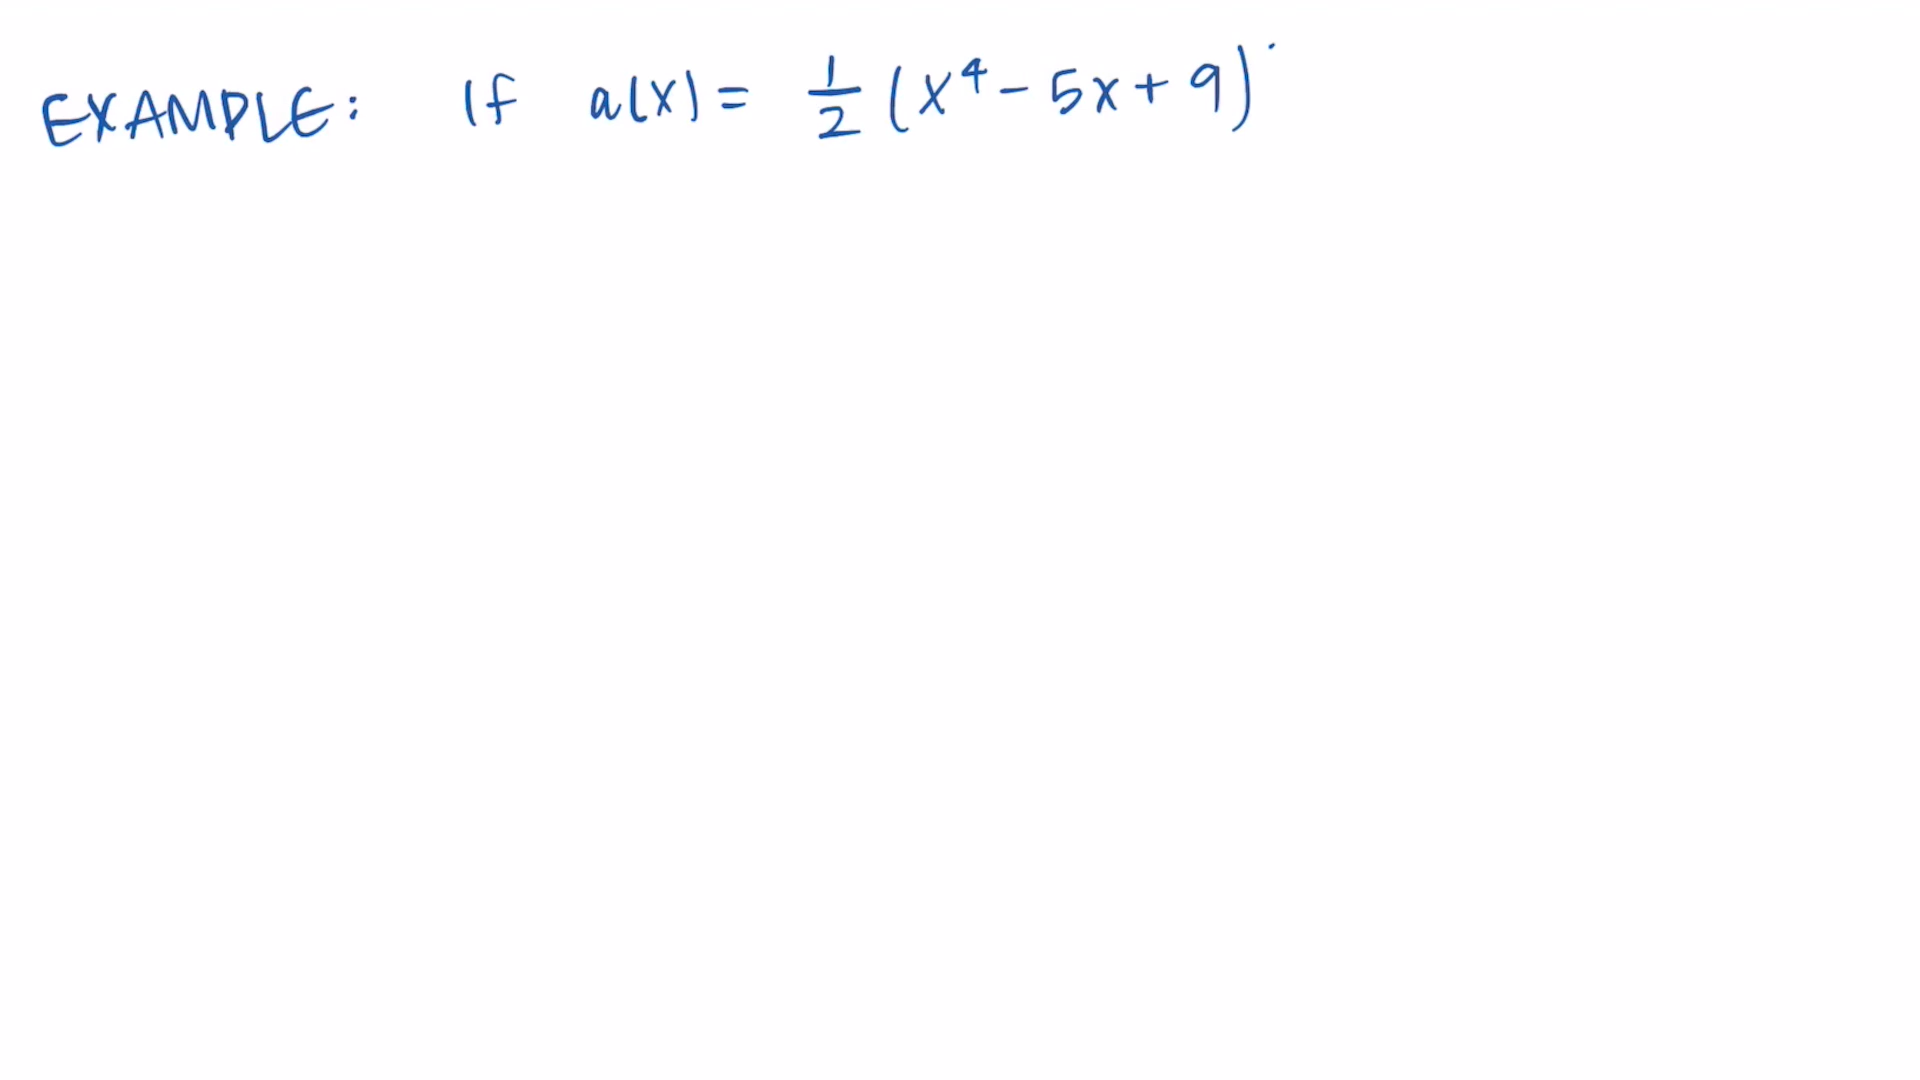 EXAMPLE: If a(x) = 1/2 (x⁴ - 5x + 9)